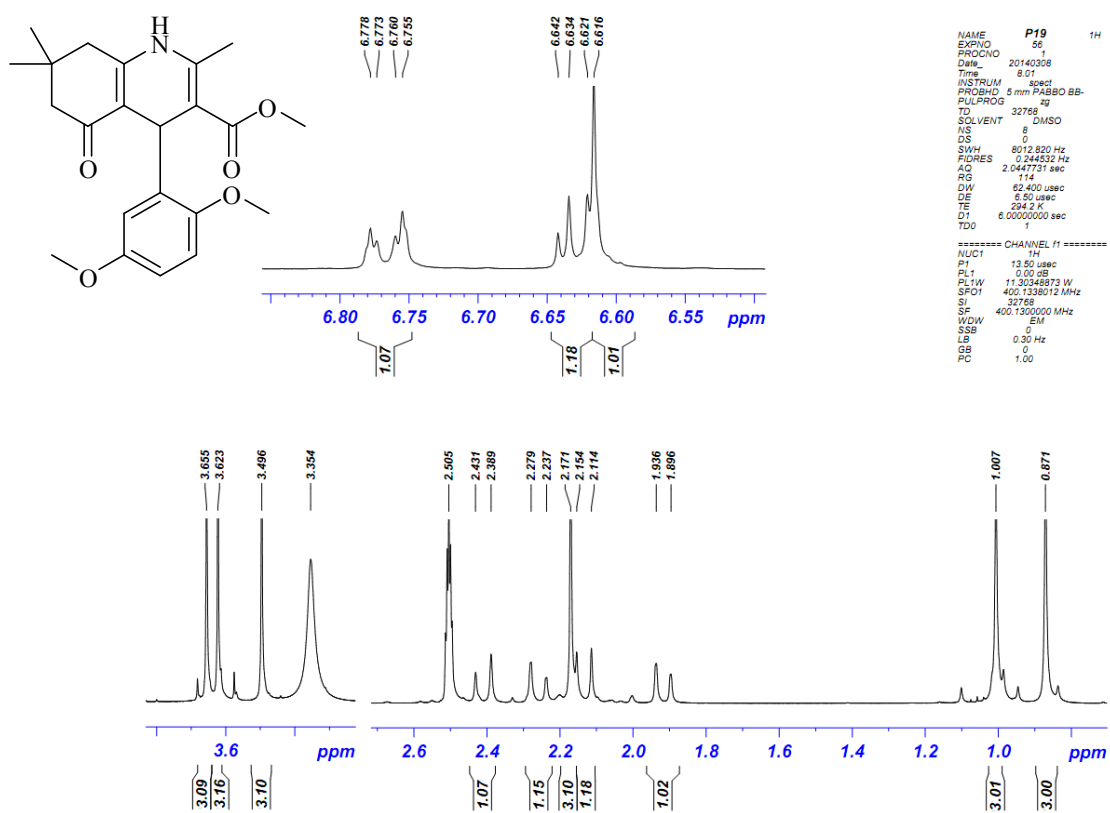 H
N
O
O
O
O
O
6.778
6.773
6.760
6.755
6.642
6.634
6.621
6.616
6.80 6.75 6.70 6.65 6.60 6.55 ppm
1.07
1.18
1.01
NAME P19 1H
EXPNO 56
PROCNO 1
Date_ 20140308
Time 8.01
INSTRUM spect
PROBHD 5 mm PABBO BB-
PULPROG zg
TD 32768
SOLVENT DMSO
NS 8
DS 0
SWH 8012.820 Hz
FIDRES 0.244532 Hz
AQ 2.0447731 sec
RG 114
DW 62.400 usec
DE 6.50 usec
TE 294.2 K
D1 6.00000000 sec
TD0 1
======== CHANNEL f1 ========
NUC1 1H
P1 13.50 usec
PL1 0.00 dB
PL1W 11.30348873 W
SFO1 400.1338012 MHz
SI 32768
SF 400.1300000 MHz
WDW EM
SSB 0
LB 0.30 Hz
GB 0
PC 1.00
3.655
3.623
3.496
3.354
2.505
2.431
2.389
2.279
2.237
2.171
2.154
2.114
1.936
1.896
1.007
0.871
3.6 ppm
2.6 2.4 2.2 2.0 1.8 1.6 1.4 1.2 1.0 ppm
3.09
3.16
3.10
1.07
1.15
3.10
1.18
1.02
3.01
3.00